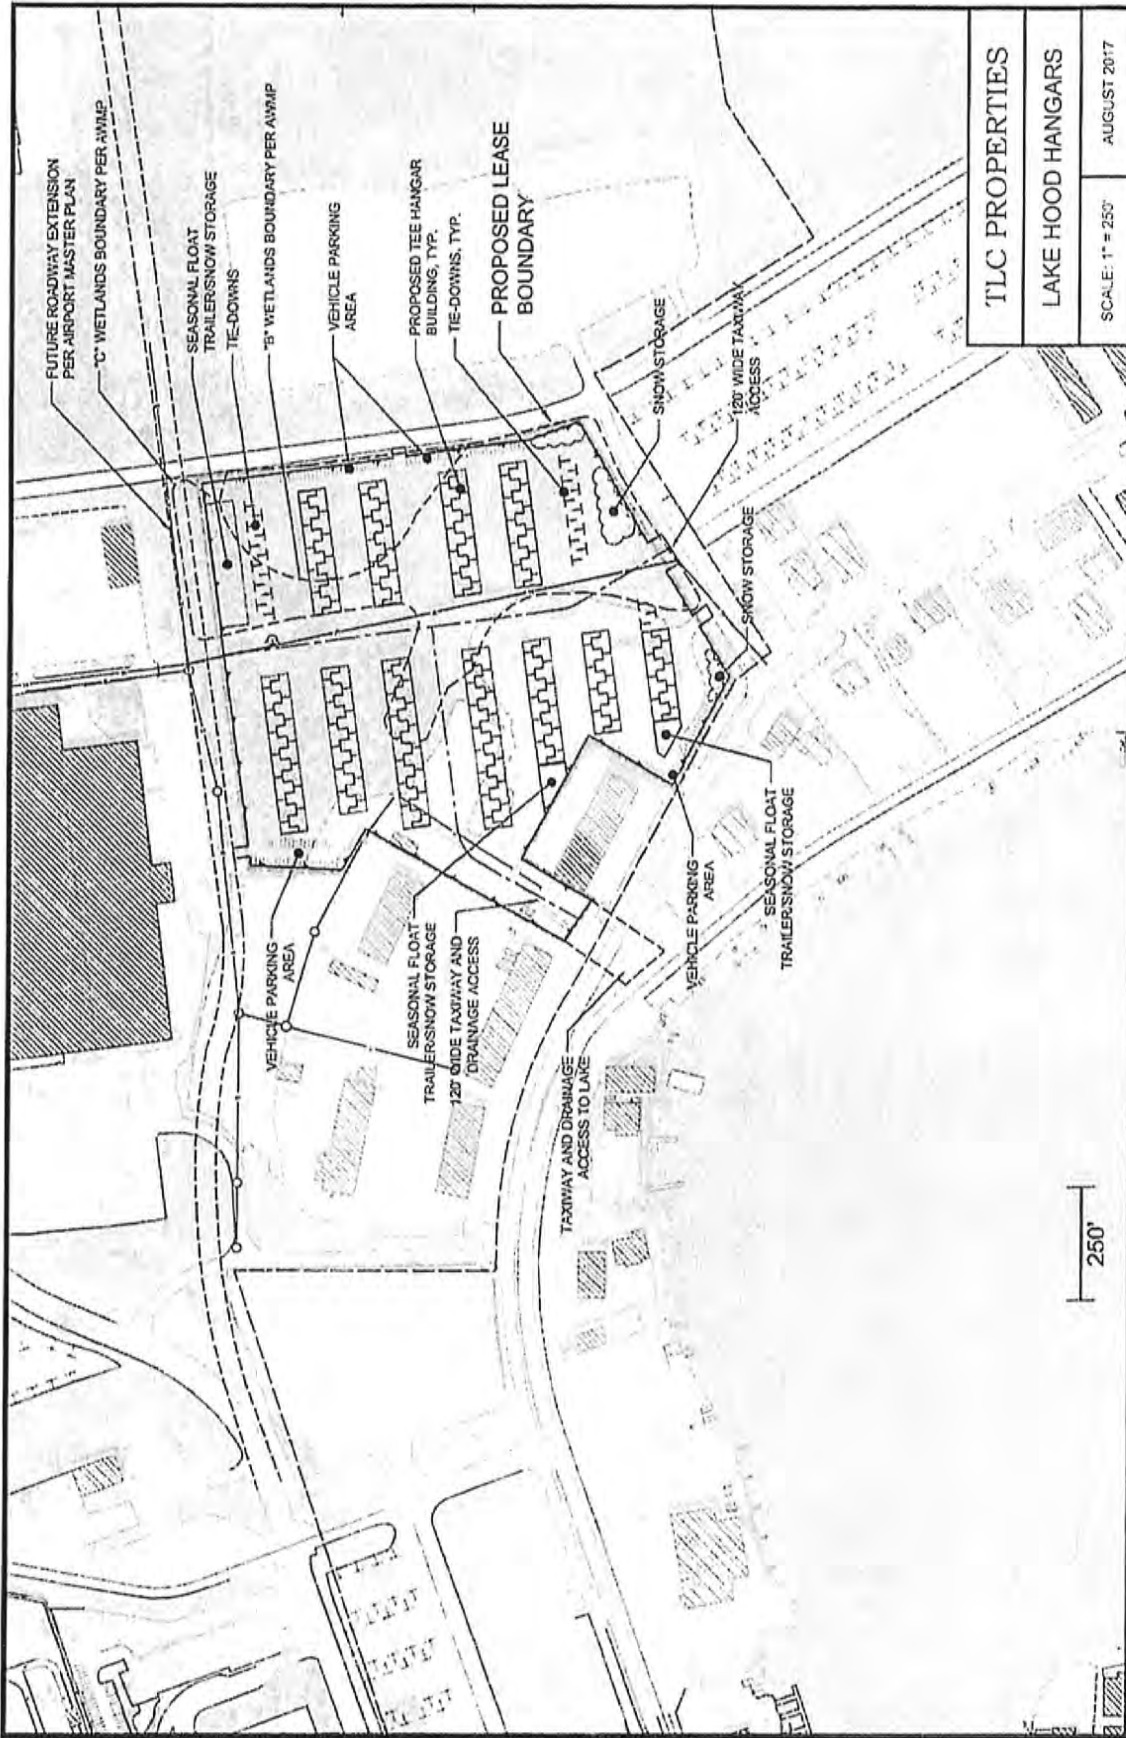 FUTURE ROADWAY EXTENSION
PER AIRPORT MASTER PLAN
"C" WETLANDS BOUNDARY PER AWMP
SEASONAL FLOAT
TRAILER/SNOW STORAGE
TIE-DOWNS
"B" WETLANDS BOUNDARY PER AWMP
VEHICLE PARKING
AREA
PROPOSED TEE HANGAR
BUILDING, TYP.
TIE-DOWNS, TYP.
PROPOSED LEASE
BOUNDARY
SNOW STORAGE
120' WIDE TAXIWAY
ACCESS
SNOW STORAGE
VEHICLE PARKING
AREA
SEASONAL FLOAT
TRAILER/SNOW STORAGE
120' WIDE TAXIWAY AND
DRAINAGE ACCESS
TAXIWAY AND DRAINAGE
ACCESS TO LAKE
VEHICLE PARKING
AREA
SEASONAL FLOAT
TRAILER/SNOW STORAGE
250'
TLC PROPERTIES
LAKE HOOD HANGARS
SCALE: 1" = 250'
AUGUST 2017